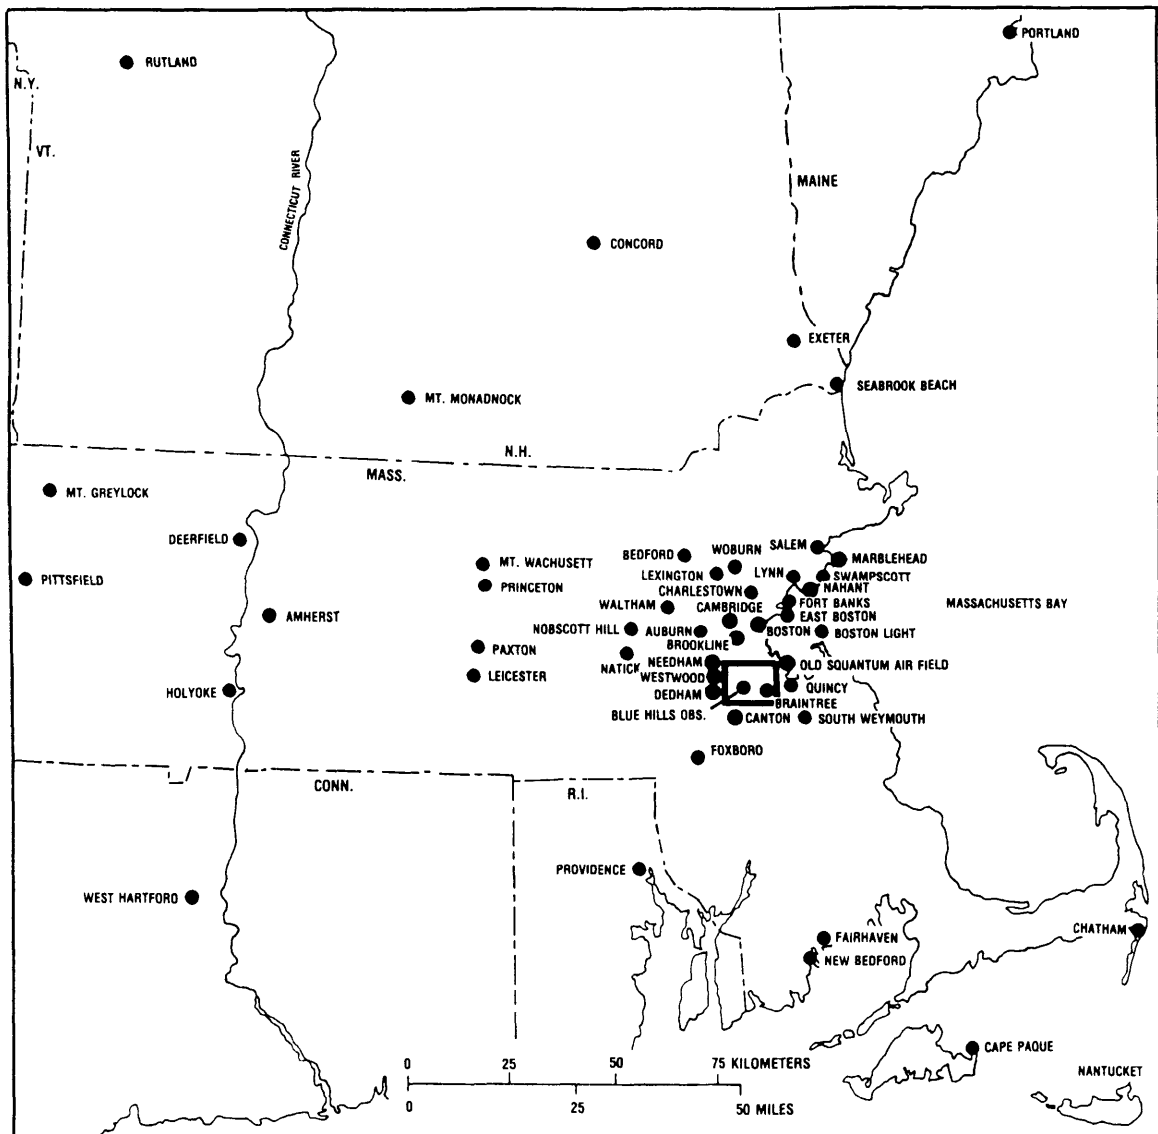 PORTLAND
RUTLAND
N.Y.
VT.
CONNECTICUT RIVER
MAINE
CONCORD
EXETER
SEABROOK BEACH
MT. MONADNOCK
N.H.
MASS.
MT. GREYLOCK
DEERFIELD
SALEM
WOBURN
BEDFORD
MARBLEHEAD
MT. WACHUSETT
LEXINGTON
LYNN
SWAMPSCOTT
PITTSFIELD
PRINCETON
CHARLESTOWN
NAHANT
WALTHAM
CAMBRIDGE
FORT BANKS
MASSACHUSETTS BAY
AMHERST
EAST BOSTON
NOBSCOTT HILL
AUBURN
BOSTON
BOSTON LIGHT
BROOKLINE
PAXTON
NATICK
NEEDHAM
OLD SQUANTUM AIR FIELD
LEICESTER
WESTWOOD
HOLYOKE
DEDHAM
QUINCY
BRAINTREE
BLUE HILLS OBS.
CANTON
SOUTH WEYMOUTH
FOXBORO
CONN.
R.I.
PROVIDENCE
WEST HARTFORD
CHATHAM
FAIRHAVEN
NEW BEDFORD
CAPE PAQUE
NANTUCKET
0 25 50 75 KILOMETERS
0 25 50 MILES